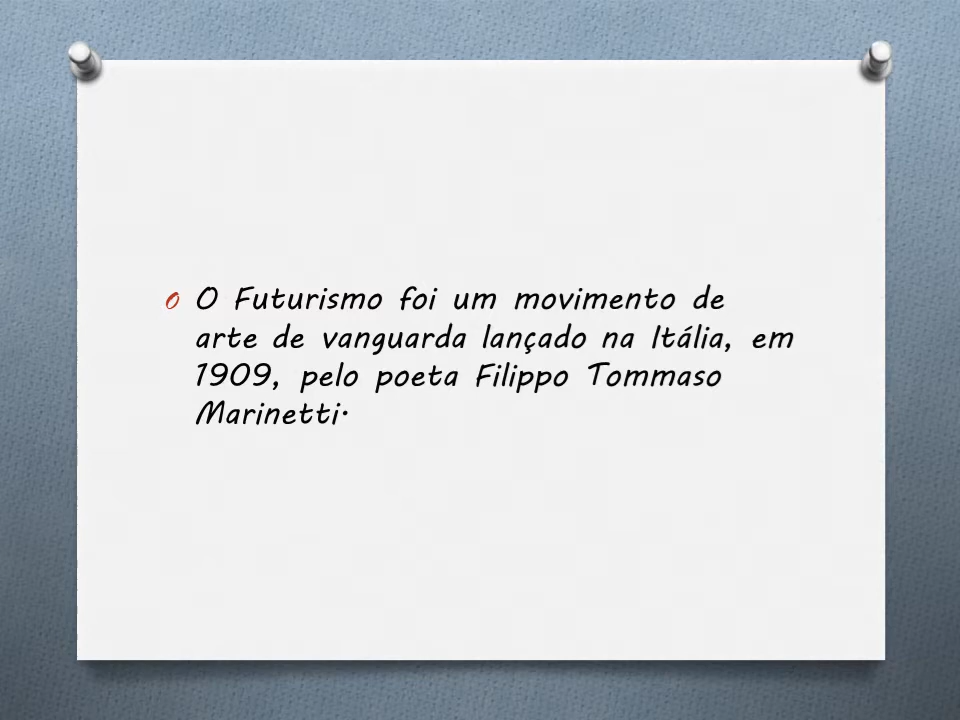 O Futurismo foi um movimento de
arte de vanguarda lançado na Itália, em
1909, pelo poeta Filippo Tommaso
Marinetti.